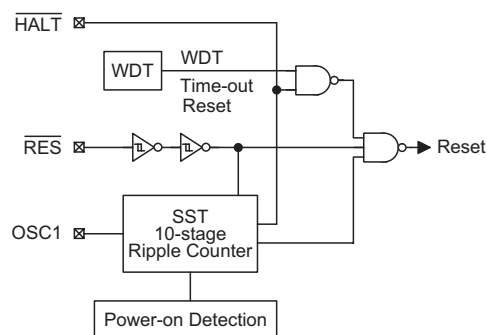 HALT
WDT
WDT
Time-out
Reset
RES
Reset
OSC1
SST
10-stage
Ripple Counter
Power-on Detection